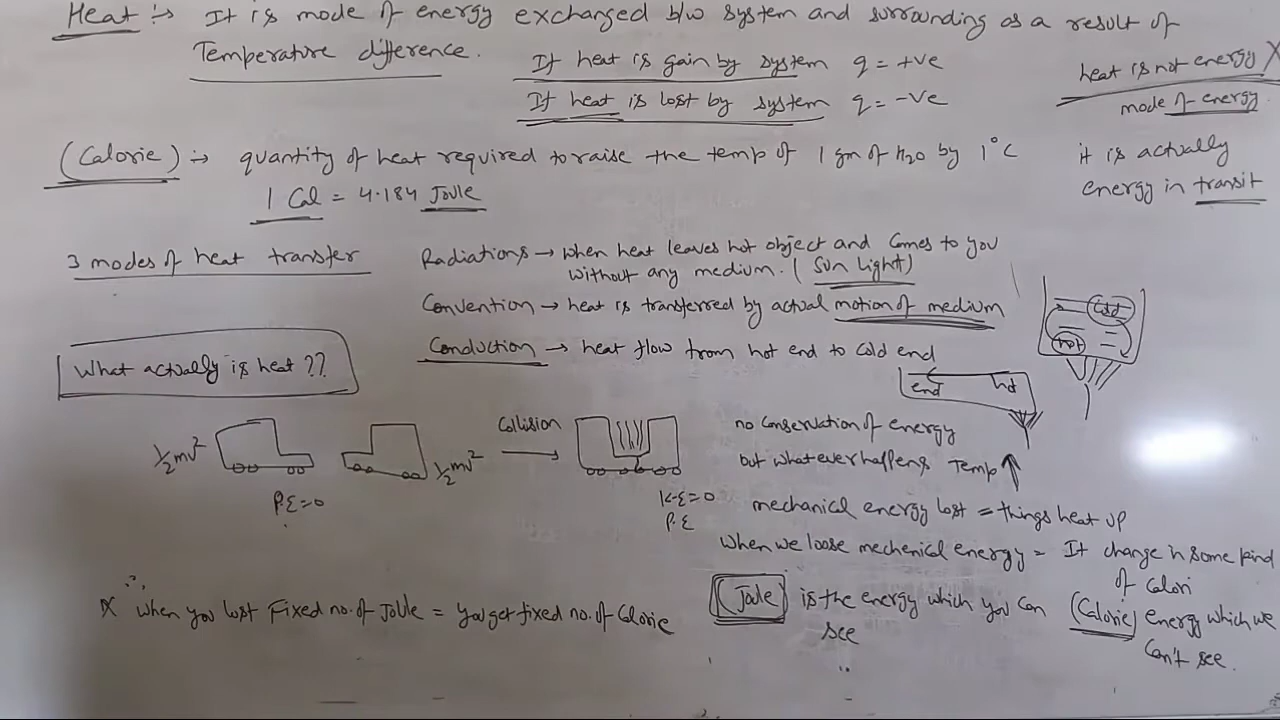 Heat :→ It is mode of energy exchanged b/w system and surrounding as a result of
Temperature difference.
If heat is gain by system q = +ve
If heat is lost by system q = -ve
heat is not energy X
mode of energy
it is actually
energy in transit
(Calorie) :→ quantity of heat required to raise the temp of 1 gm of H2O by 1°C
1 Cal = 4.184 Joule
3 modes of heat transfer
Radiations → when heat leaves hot object and comes to you
without any medium. (Sun light)
Convention → heat is transferred by actual motion of medium
Conduction → heat flow from hot end to cold end
Cold
hot
end hot
What actually is heat ??
½mv²
½mv²
P.E=0
Collision
K.E=0
P.E
no conservation of energy
but whatever happens Temp ↑
mechanical energy lost = things heat up
when we loose mechenical energy = It change in some kind
of Calori
∴ when you lost Fixed no. of Joule = you get fixed no. of Calorie
(Joule) is the energy which you can
see
(Calorie) energy which we
can't see.